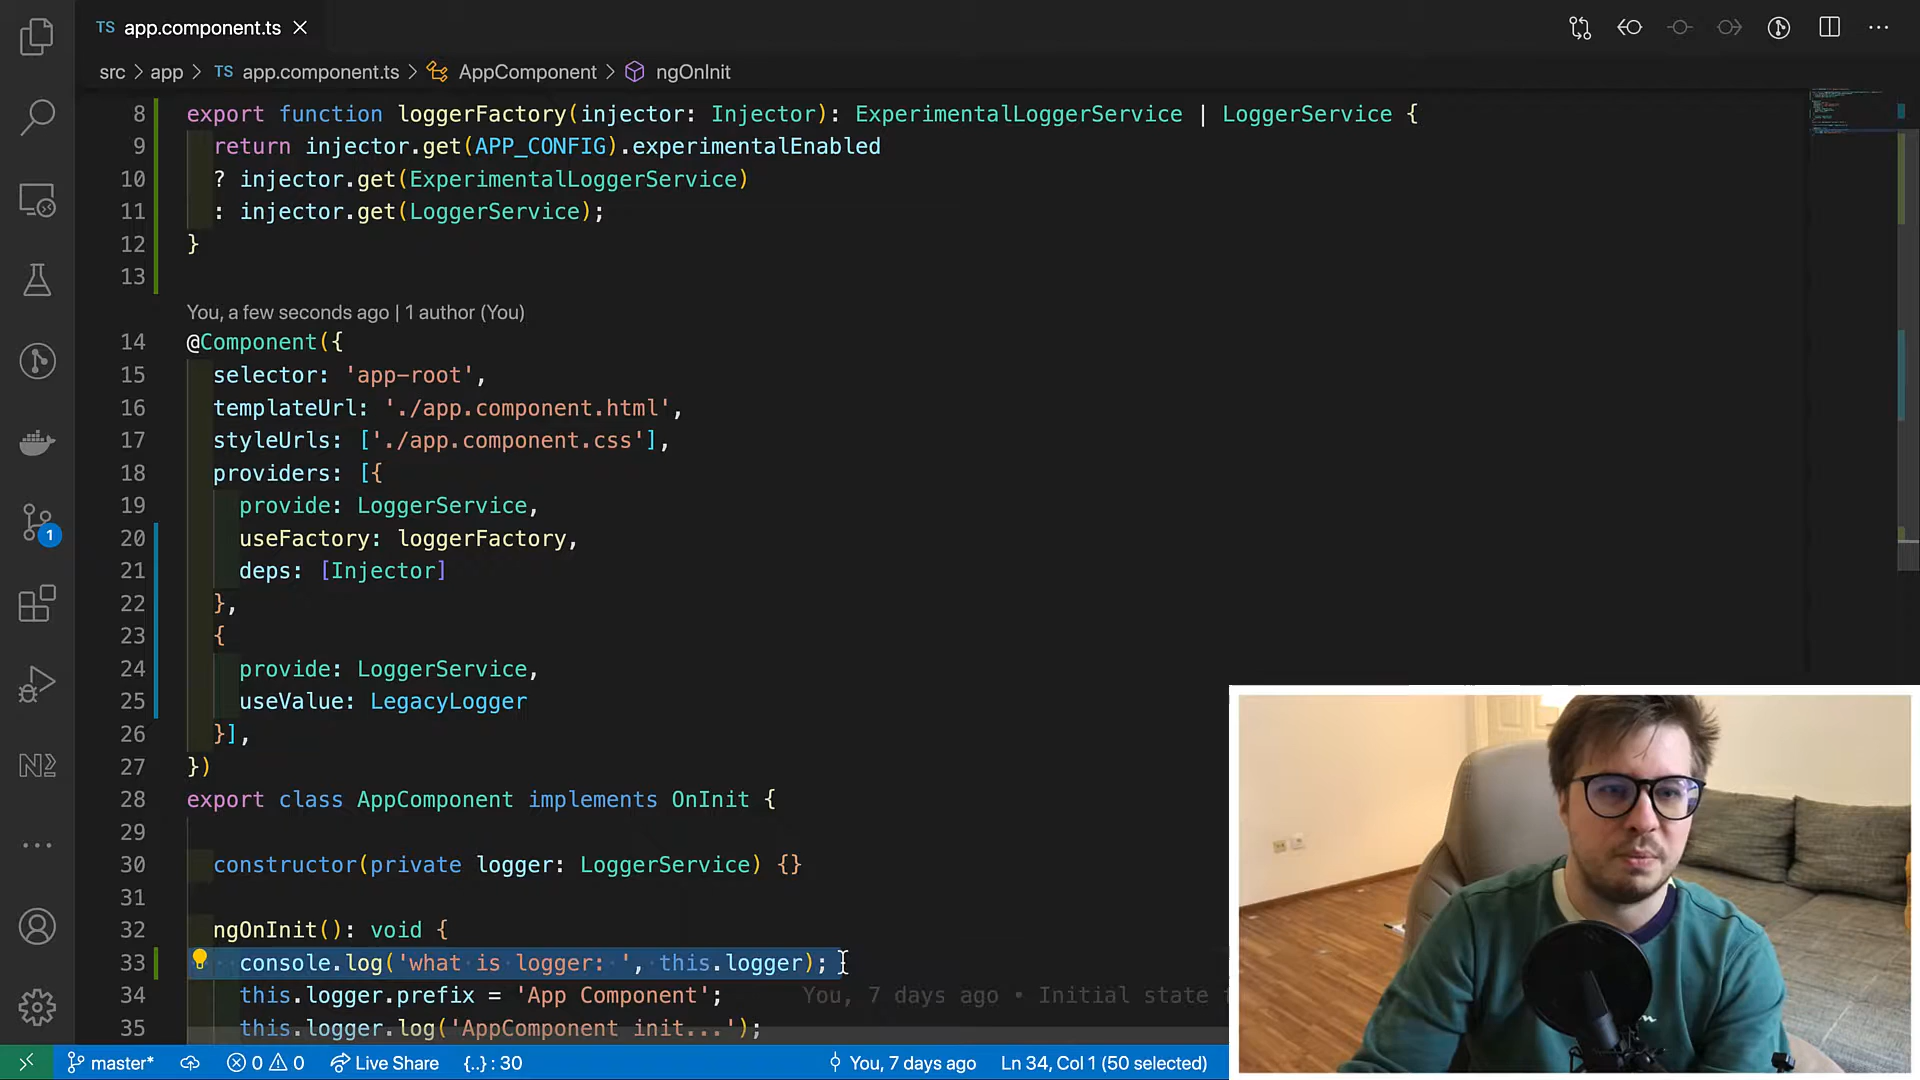 TS app.component.ts
src > app > TS app.component.ts > AppComponent > ngOnInit
8 export function loggerFactory(injector: Injector): ExperimentalLoggerService | LoggerService {
9 return injector.get(APP_CONFIG).experimentalEnabled
10 ? injector.get(ExperimentalLoggerService)
11 : injector.get(LoggerService);
12 }
13
You, a few seconds ago | 1 author (You)
14 @Component({
15 selector: 'app-root',
16 templateUrl: './app.component.html',
17 styleUrls: ['./app.component.css'],
18 providers: [{
19 provide: LoggerService,
20 useFactory: loggerFactory,
21 deps: [Injector]
22 },
23 {
24 provide: LoggerService,
25 useValue: LegacyLogger
26 }],
27 })
28 export class AppComponent implements OnInit {
29
30 constructor(private logger: LoggerService) {}
31
32 ngOnInit(): void {
33 console.log('what is logger: ', this.logger);
34 this.logger.prefix = 'App Component'; You, 7 days ago • Initial state
35 this.logger.log('AppComponent init...');
1
master* 0 0 Live Share {..}: 30 You, 7 days ago Ln 34, Col 1 (50 selected)